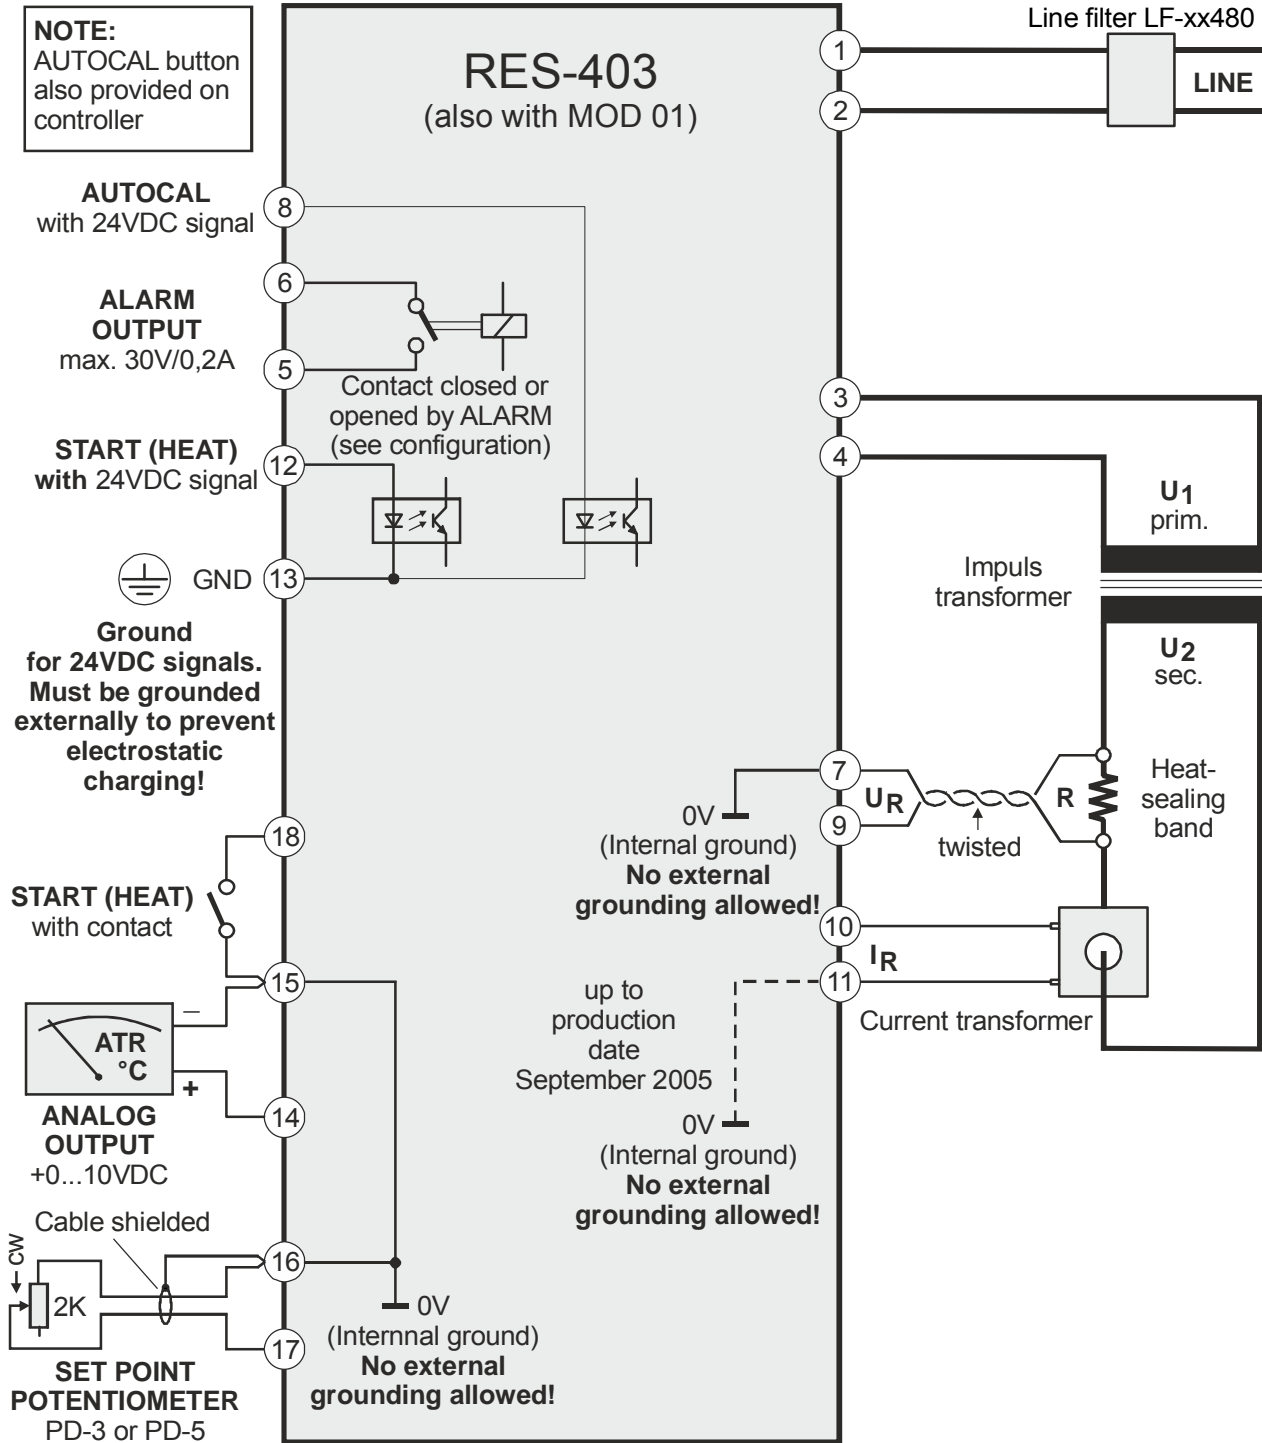 NOTE:
AUTOCAL button
also provided on
controller
RES-403
(also with MOD 01)
Line filter LF-xx480
1
LINE
2
AUTOCAL
with 24VDC signal
8
6
ALARM
OUTPUT
max. 30V/0,2A
5
Contact closed or
opened by ALARM
(see configuration)
START (HEAT)
with 24VDC signal
12
GND
13
Ground
for 24VDC signals.
Must be grounded
externally to prevent
electrostatic
charging!
3
4
U1
prim.
Impuls
transformer
U2
sec.
7
UR
R
9
twisted
Heat-
sealing
band
0V
(Internal ground)
No external
grounding allowed!
10
IR
11
Current transformer
up to
production
date
September 2005
0V
(Internal ground)
No external
grounding allowed!
18
START (HEAT)
with contact
15
–
ATR
°C
+
14
ANALOG
OUTPUT
+0...10VDC
Cable shielded
CW
2K
16
17
0V
(Internnal ground)
No external
grounding allowed!
SET POINT
POTENTIOMETER
PD-3 or PD-5